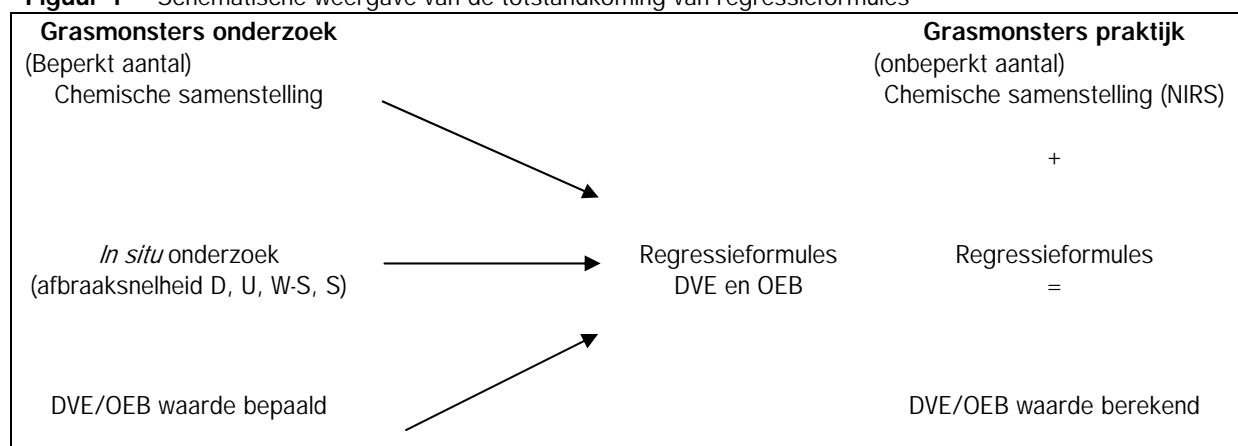 Figuur 1 Schematische weergave van de totstandkoming van regressieformules
Grasmonsters onderzoek
(Beperkt aantal)
Chemische samenstelling
In situ onderzoek
(afbraaksnelheid D, U, W-S, S)
DVE/OEB waarde bepaald
Regressieformules
DVE en OEB
Grasmonsters praktijk
(onbeperkt aantal)
Chemische samenstelling (NIRS)
+
Regressieformules
=
DVE/OEB waarde berekend